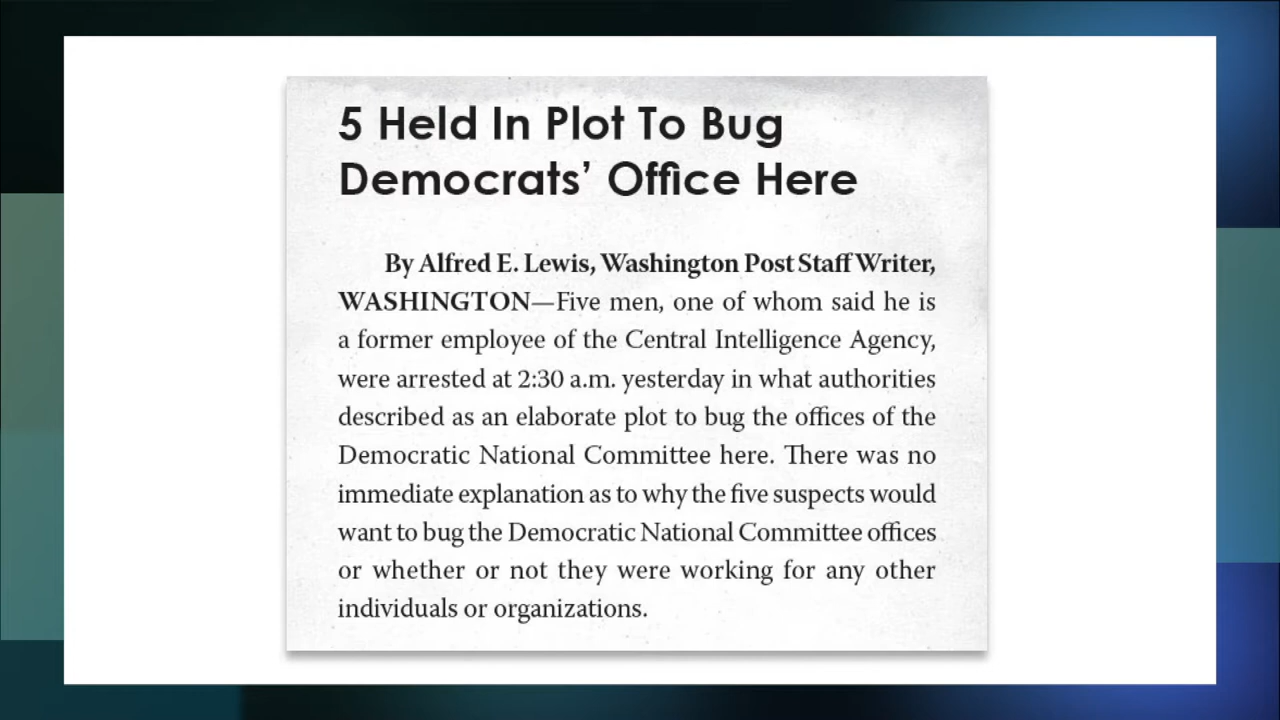 5 Held In Plot To Bug
Democrats’ Office Here
By Alfred E. Lewis, Washington Post Staff Writer,
WASHINGTON—Five men, one of whom said he is
a former employee of the Central Intelligence Agency,
were arrested at 2:30 a.m. yesterday in what authorities
described as an elaborate plot to bug the offices of the
Democratic National Committee here. There was no
immediate explanation as to why the five suspects would
want to bug the Democratic National Committee offices
or whether or not they were working for any other
individuals or organizations.